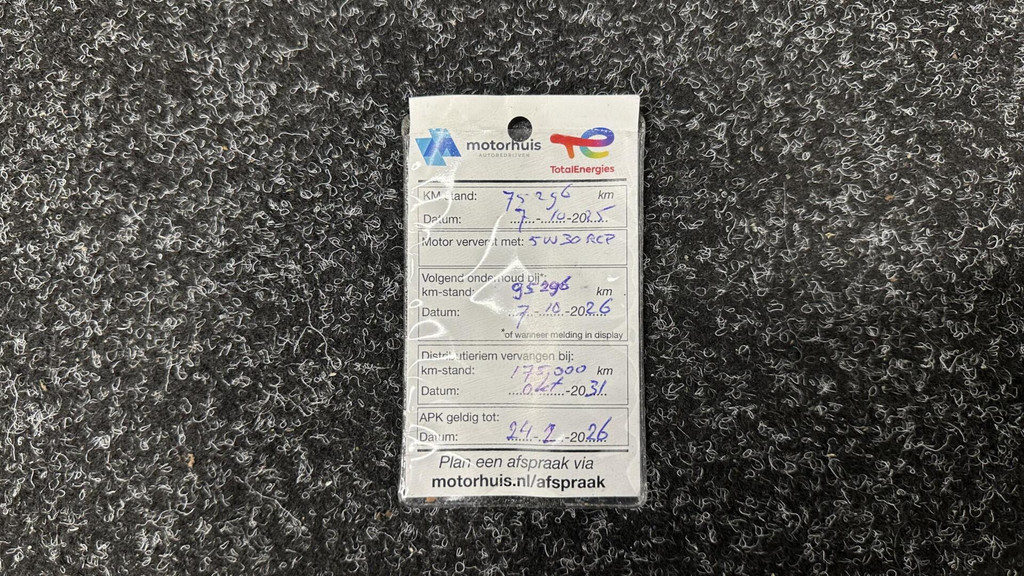 motorhuis
AUTOBEDRIJVEN
TotalEnergies
KM-stand: 75296 km
Datum: 7-10-2025
Motor ververst met: 5W30 RCP
Volgend onderhoud bij*:
km-stand: 95296 km
Datum: 7-10-2026
*of wanneer melding in display
Distributieriem vervangen bij:
km-stand: 175,000 km
Datum: okt-2031
APK geldig tot:
Datum: 24-2-2026
Plan een afspraak via
motorhuis.nl/afspraak